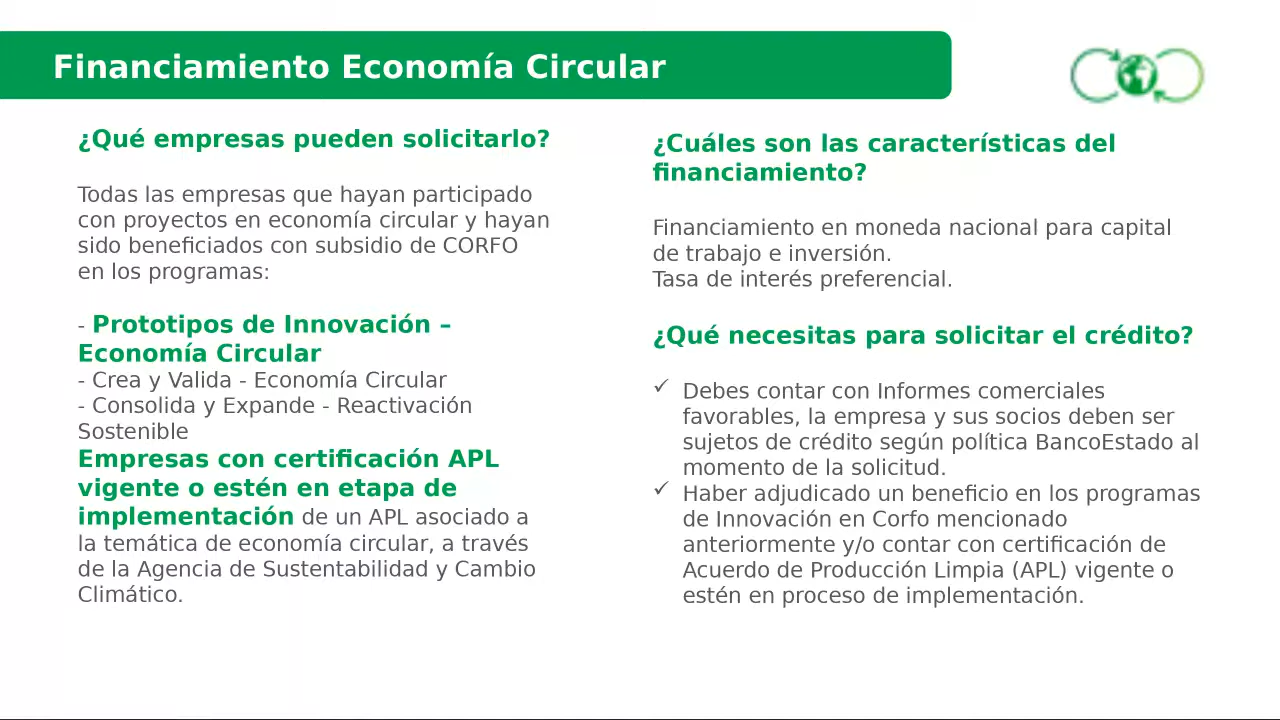 Financiamiento Economía Circular
¿Qué empresas pueden solicitarlo?
Todas las empresas que hayan participado
con proyectos en economía circular y hayan
sido beneficiados con subsidio de CORFO
en los programas:
- Prototipos de Innovación –
Economía Circular
- Crea y Valida - Economía Circular
- Consolida y Expande - Reactivación
Sostenible
Empresas con certificación APL
vigente o estén en etapa de
implementación de un APL asociado a
la temática de economía circular, a través
de la Agencia de Sustentabilidad y Cambio
Climático.
¿Cuáles son las características del
financiamiento?
Financiamiento en moneda nacional para capital
de trabajo e inversión.
Tasa de interés preferencial.
¿Qué necesitas para solicitar el crédito?
✓ Debes contar con Informes comerciales
favorables, la empresa y sus socios deben ser
sujetos de crédito según política BancoEstado al
momento de la solicitud.
✓ Haber adjudicado un beneficio en los programas
de Innovación en Corfo mencionado
anteriormente y/o contar con certificación de
Acuerdo de Producción Limpia (APL) vigente o
estén en proceso de implementación.